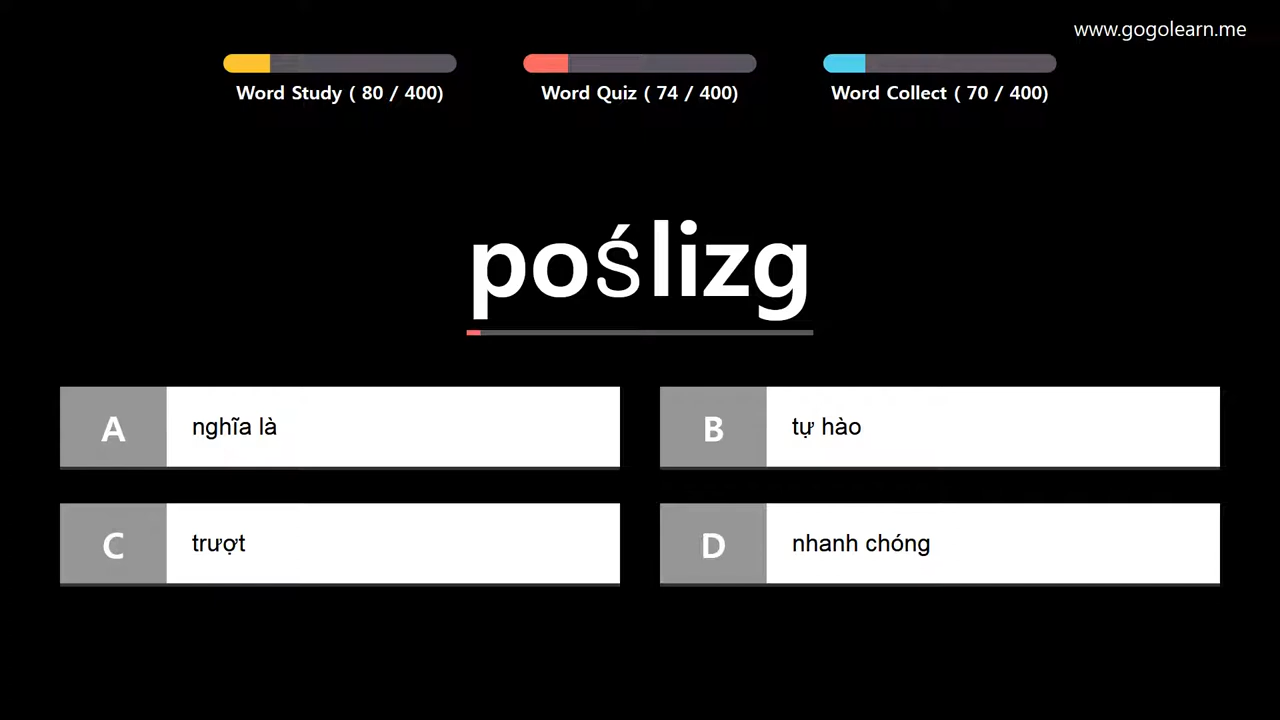 www.gogolearn.me
Word Study ( 80 / 400)
Word Quiz ( 74 / 400)
Word Collect ( 70 / 400)
poślizg
A nghĩa là
B tự hào
C trượt
D nhanh chóng